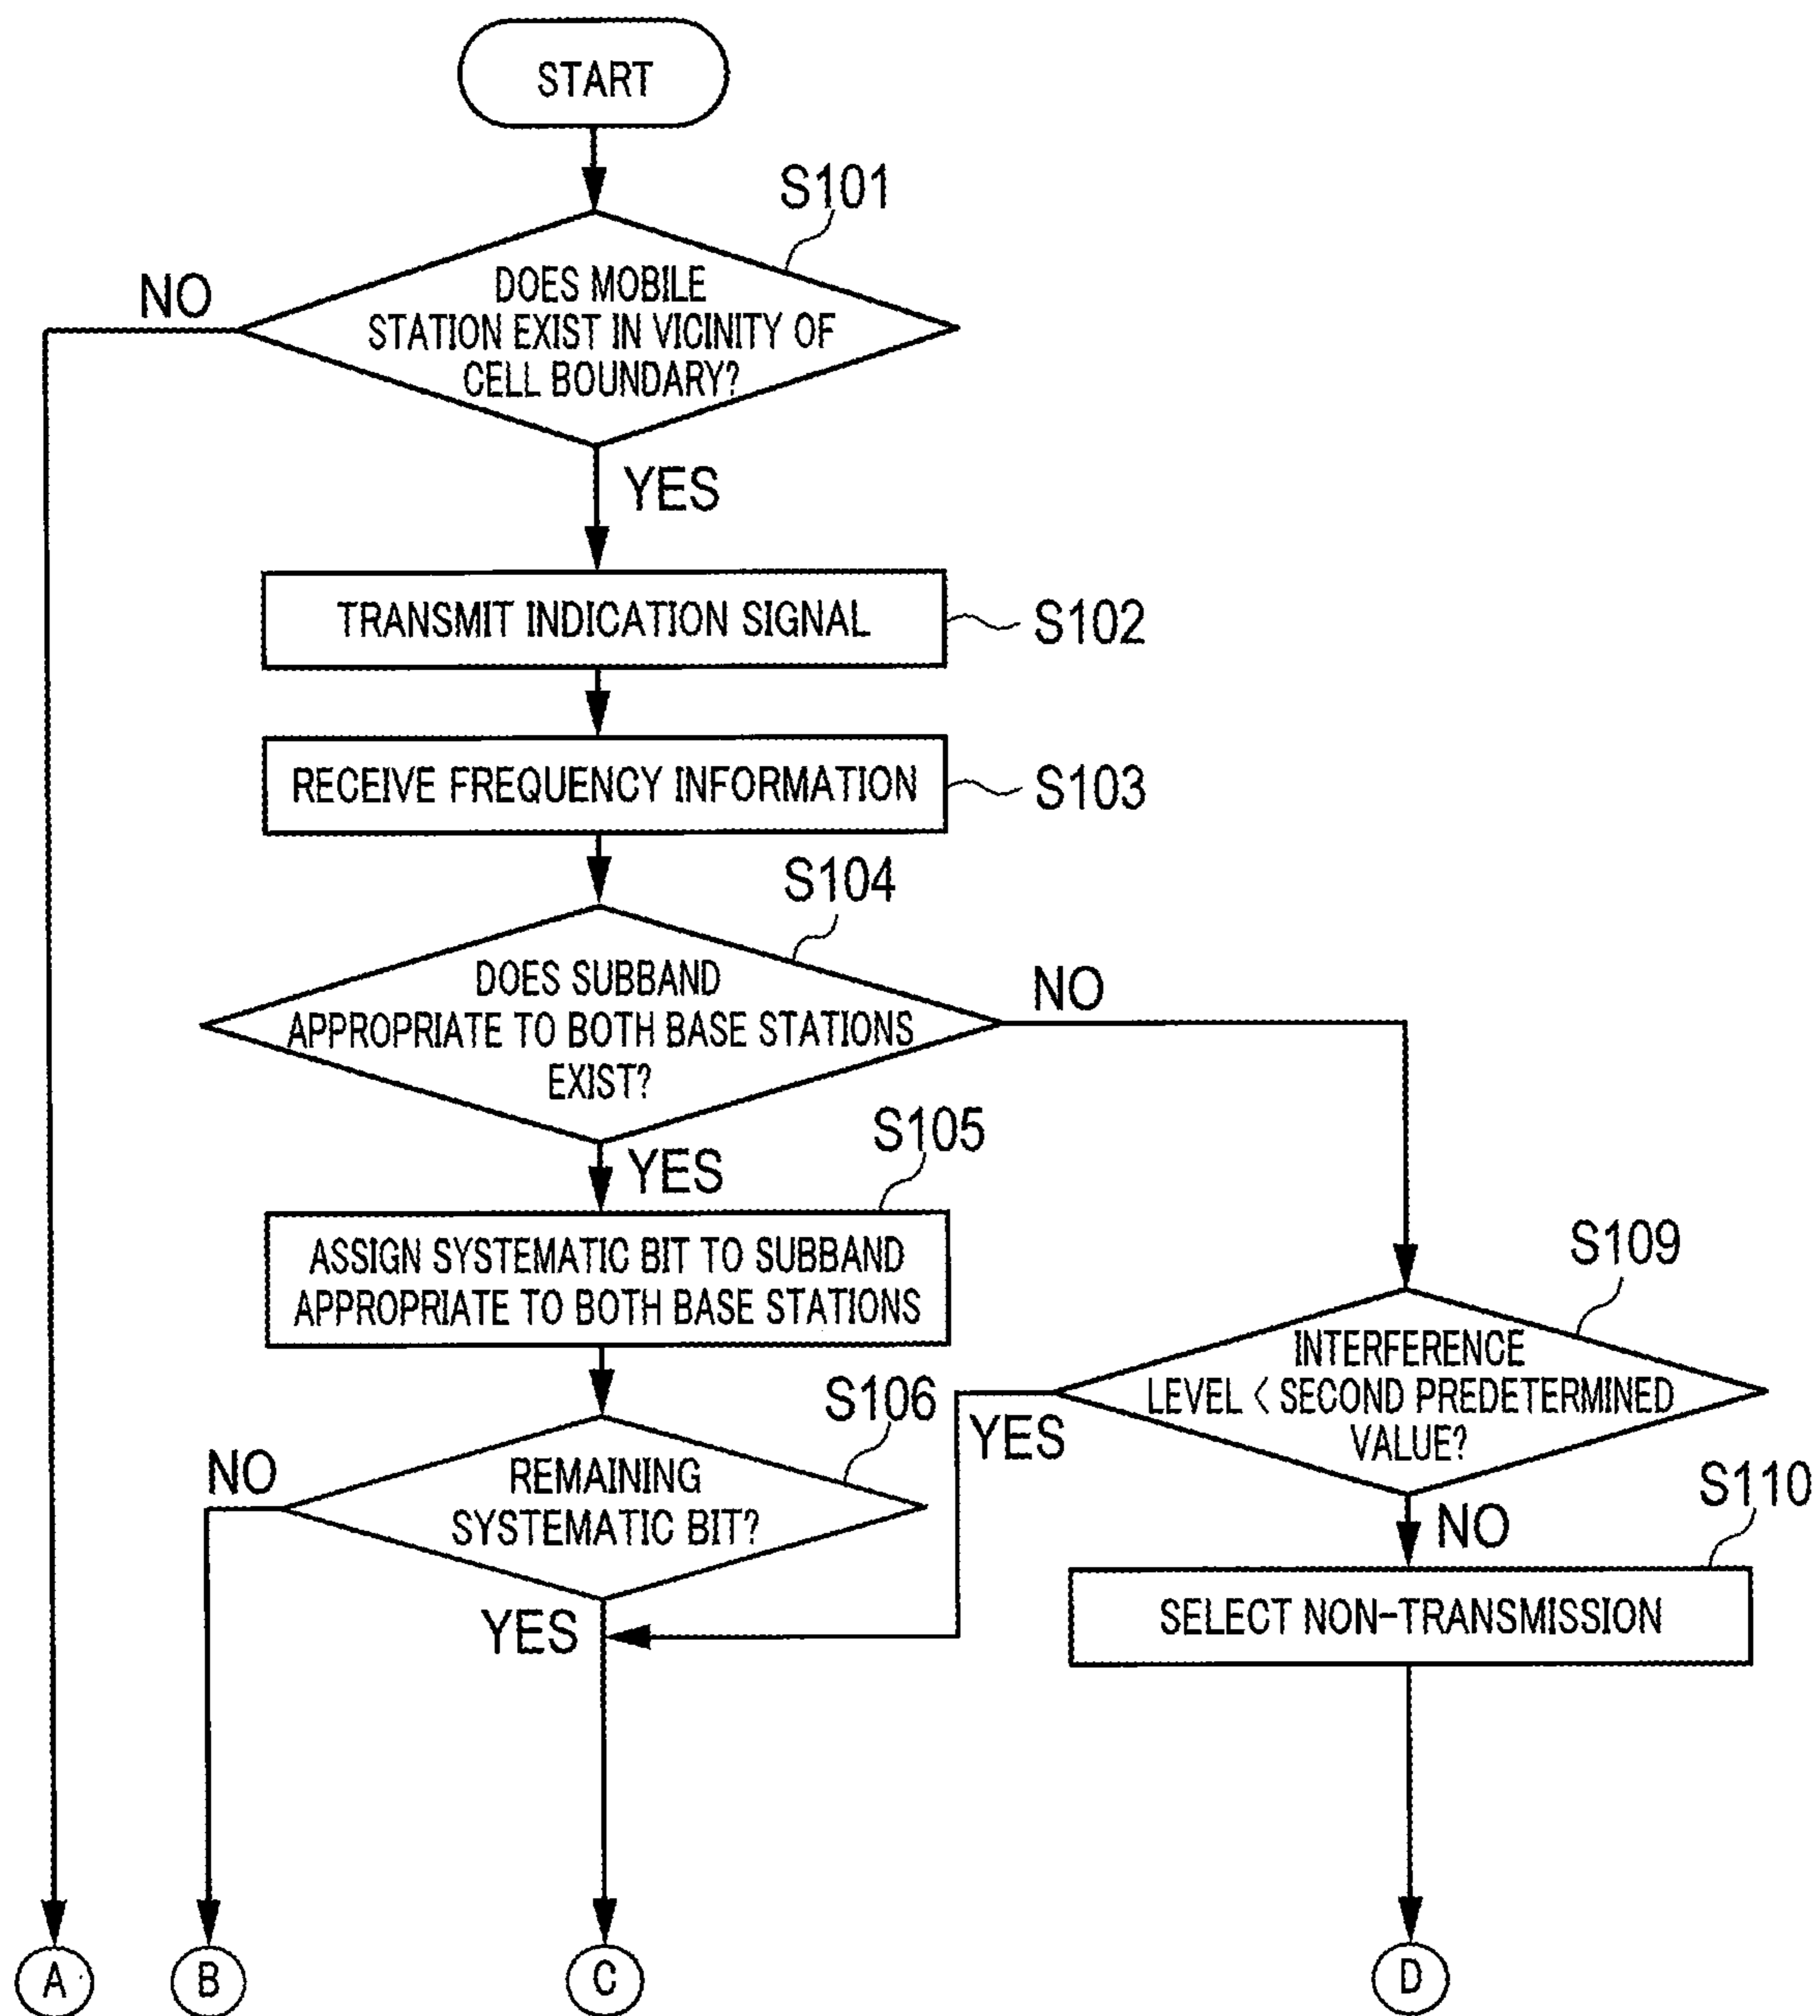 START
S101
DOES MOBILE
STATION EXIST IN VICINITY OF
CELL BOUNDARY?
NO
YES
TRANSMIT INDICATION SIGNAL
S102
RECEIVE FREQUENCY INFORMATION
S103
S104
DOES SUBBAND
APPROPRIATE TO BOTH BASE STATIONS
EXIST?
NO
YES
S105
ASSIGN SYSTEMATIC BIT TO SUBBAND
APPROPRIATE TO BOTH BASE STATIONS
S109
INTERFERENCE
LEVEL < SECOND PREDETERMINED
VALUE?
YES
NO
S106
REMAINING
SYSTEMATIC BIT?
NO
YES
S110
SELECT NON-TRANSMISSION
A
B
C
D